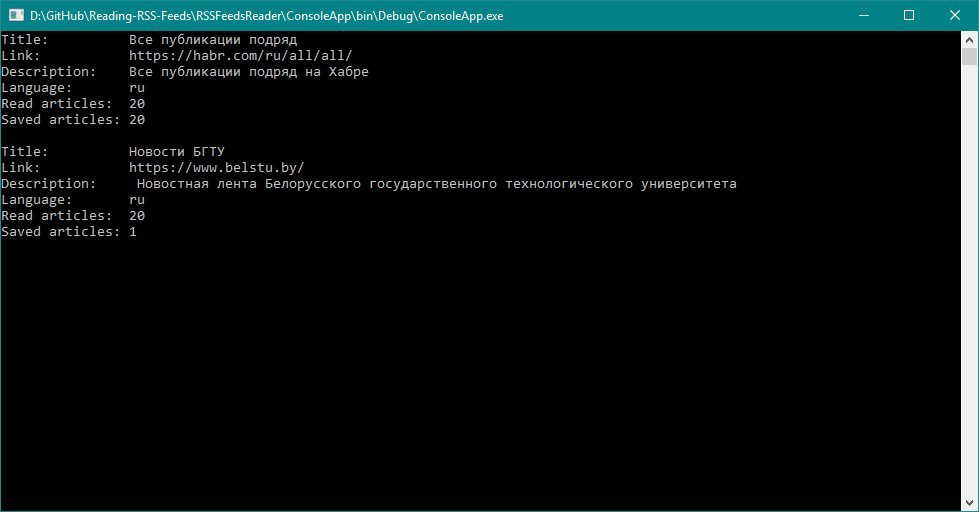 D:\GitHub\Reading-RSS-Feeds\RSSFeedsReader\ConsoleApp\bin\Debug\ConsoleApp.exe
Title:          Все публикации подряд
Link:           https://habr.com/ru/all/all/
Description:    Все публикации подряд на Хабре
Language:       ru
Read articles:  20
Saved articles: 20
Title:          Новости БГТУ
Link:           https://www.belstu.by/
Description:     Новостная лента Белорусского государственного технологического университета
Language:       ru
Read articles:  20
Saved articles: 1